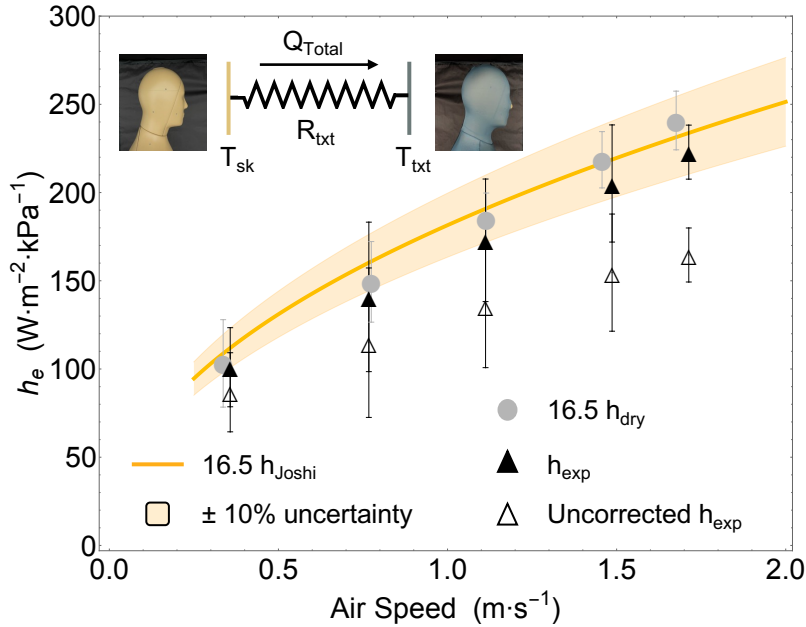 300
250
200
150
100
50
0
h_e (W·m⁻²·kPa⁻¹)
Q_Total
R_txt
T_sk
T_txt
16.5 h_Joshi
± 10% uncertainty
16.5 h_dry
h_exp
Uncorrected h_exp
0.0 0.5 1.0 1.5 2.0
Air Speed (m·s⁻¹)